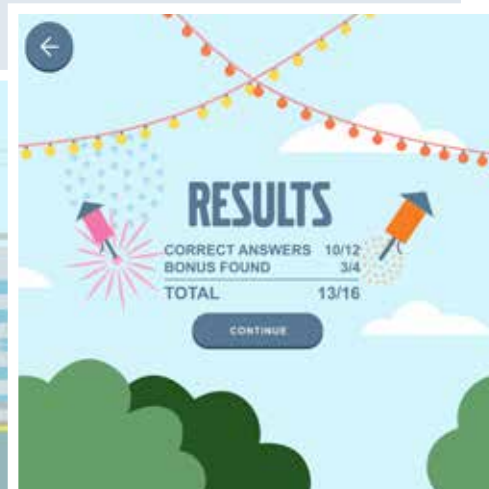 RESULTS
CORRECT ANSWERS 10/12
BONUS FOUND 3/4
TOTAL 13/16
CONTINUE